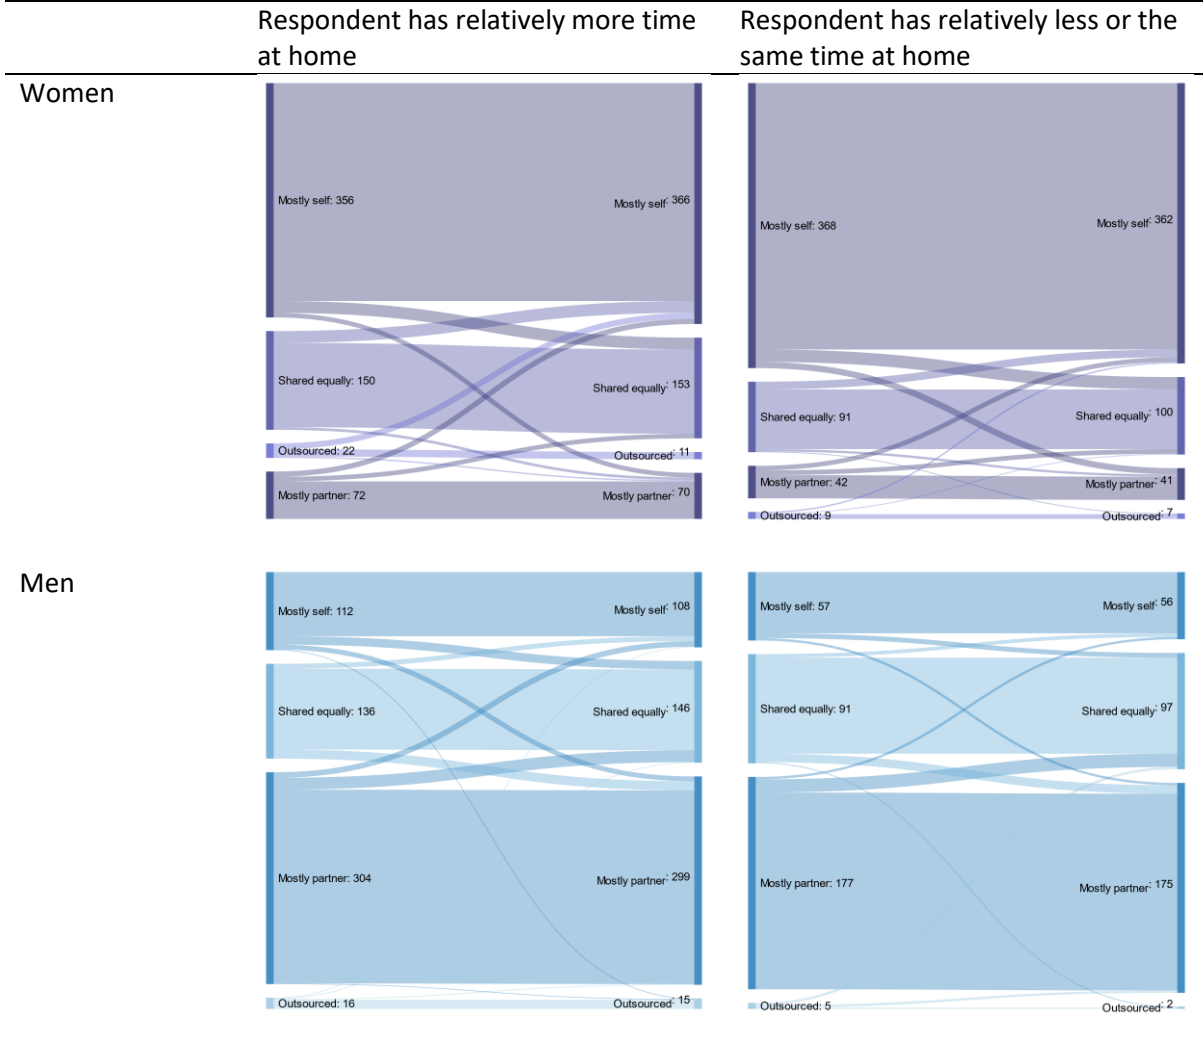 Respondent has relatively more time
at home
Respondent has relatively less or the
same time at home
Women
Mostly self: 356
Mostly self: 366
Shared equally: 150
Shared equally: 153
Outsourced: 22
Outsourced: 11
Mostly partner: 72
Mostly partner: 70
Mostly self: 368
Mostly self: 362
Shared equally: 91
Shared equally: 100
Mostly partner: 42
Mostly partner: 41
Outsourced: 9
Outsourced: 7
Men
Mostly self: 112
Mostly self: 108
Shared equally: 136
Shared equally: 146
Mostly partner: 304
Mostly partner: 299
Outsourced: 16
Outsourced: 15
Mostly self: 57
Mostly self: 56
Shared equally: 91
Shared equally: 97
Mostly partner: 177
Mostly partner: 175
Outsourced: 5
Outsourced: 2